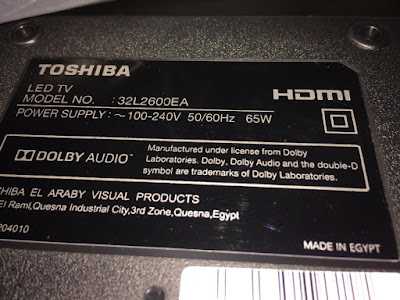 TOSHIBA
LED TV
MODEL NO. : 32L2600EA
HDMI
POWER SUPPLY: ~100-240V 50/60Hz 65W
DOLBY AUDIO™
Manufactured under license from Dolby
Laboratories. Dolby, Dolby Audio and the double-D
symbol are trademarks of Dolby Laboratories.
HIBA EL ARABY VISUAL PRODUCTS
El Raml, Quesna Industrial City,3rd Zone,Quesna,Egypt
204010
MADE IN EGYPT